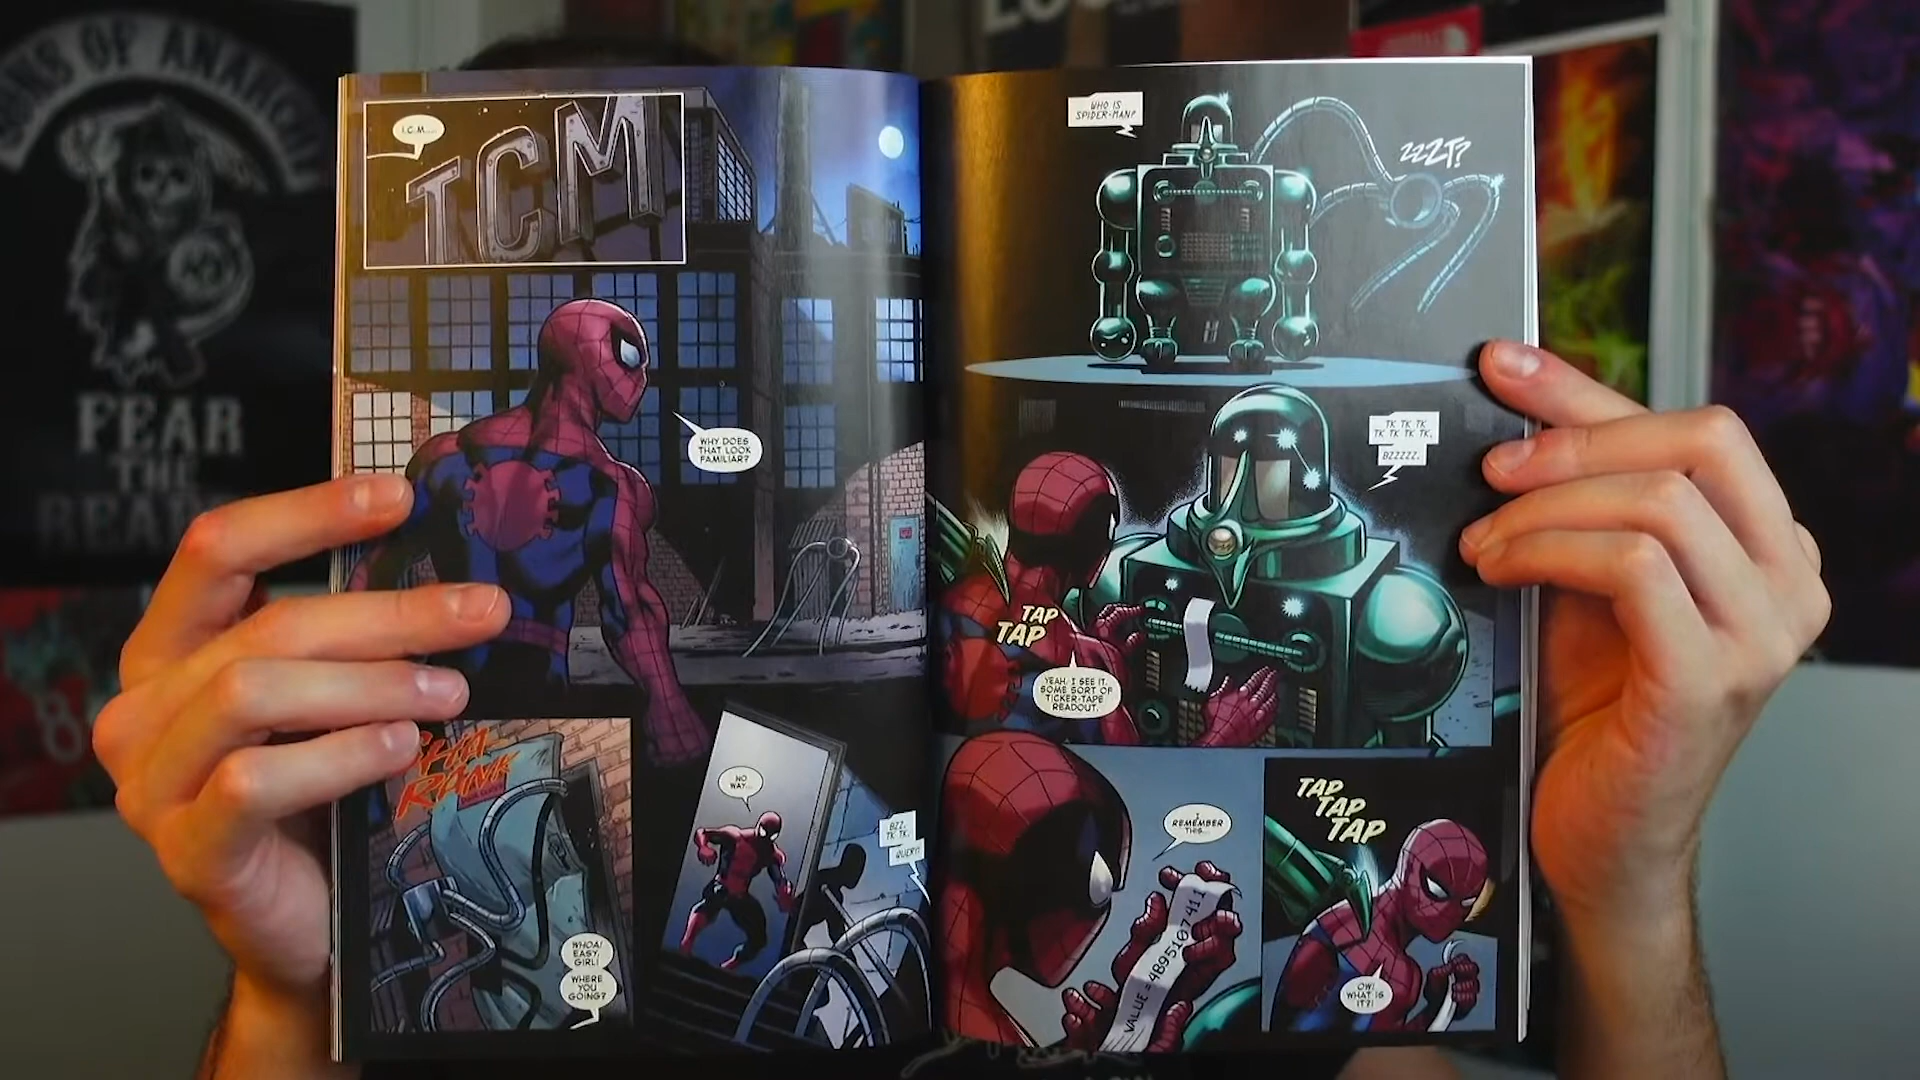 SONS OF ANARCHY
FEAR
THE
REAPER
I.C.M....
ICM
WHY DOES
THAT LOOK
FAMILIAR?
SHA-
RANK
WHOA!
EASY,
GIRL!
WHERE
YOU
GOING?
NO
WAY...
BZZ.
TK TK.
QUERY:
WHO IS
SPIDER-MAN?
ZZZT?
TK TK TK
TK TK TK TK.
BZZZZZ.
TAP
TAP
YEAH, I SEE IT.
SOME SORT OF
TICKER-TAPE
READOUT.
I
REMEMBER
THIS...
VALUE = 4895107411
TAP
TAP
TAP
OW!
WHAT IS
IT?!